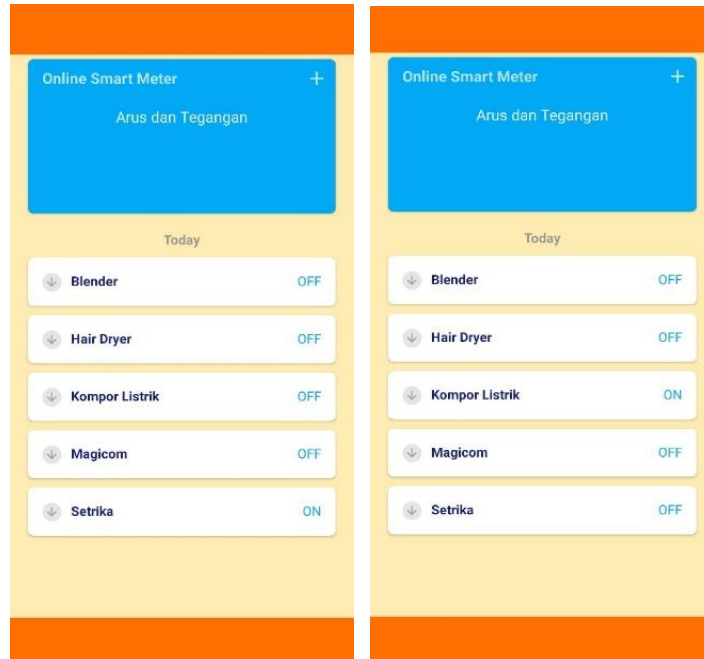 Online Smart Meter +
Arus dan Tegangan
Today
Blender OFF
Hair Dryer OFF
Kompor Listrik OFF
Magicom OFF
Setrika ON
Online Smart Meter +
Arus dan Tegangan
Today
Blender OFF
Hair Dryer OFF
Kompor Listrik ON
Magicom OFF
Setrika OFF